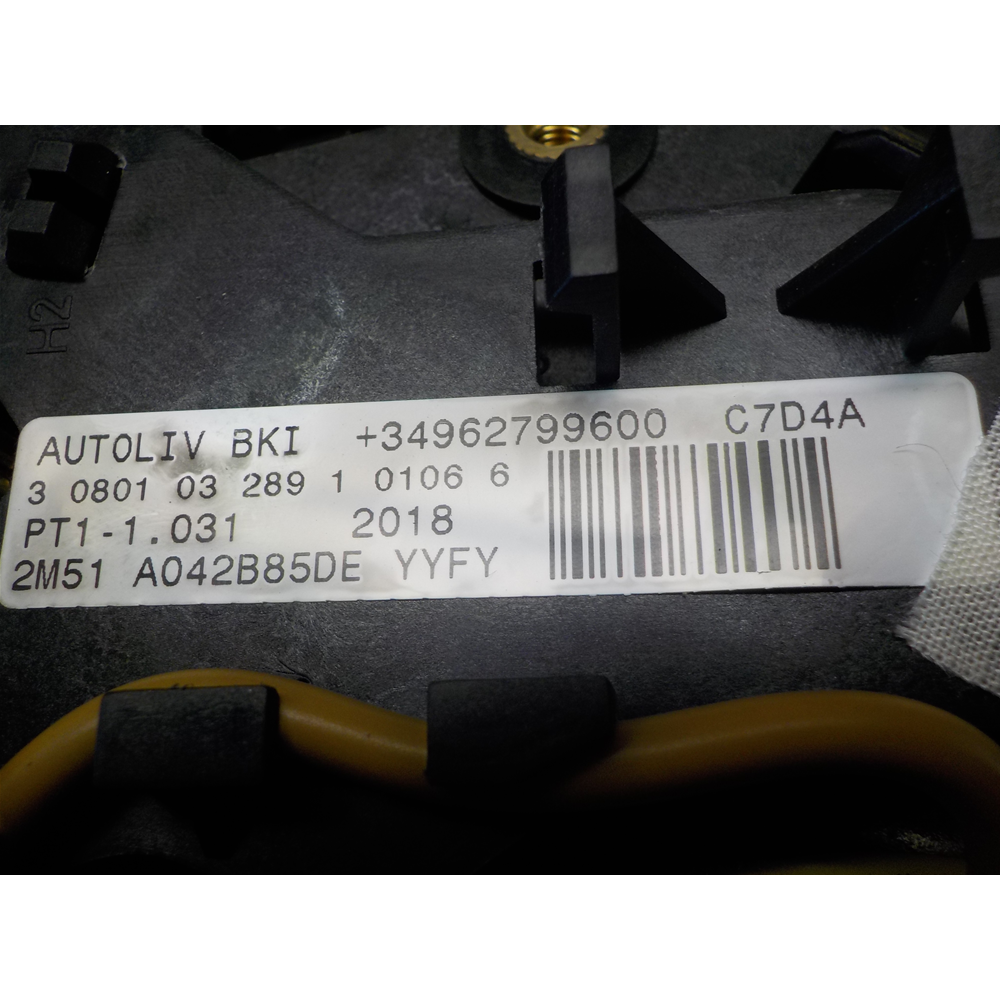 H2
AUTOLIV BKI +34962799600 C7D4A
3 0801 03 289 1 0106 6
PT1-1.031 2018
2M51 A042B85DE YYFY